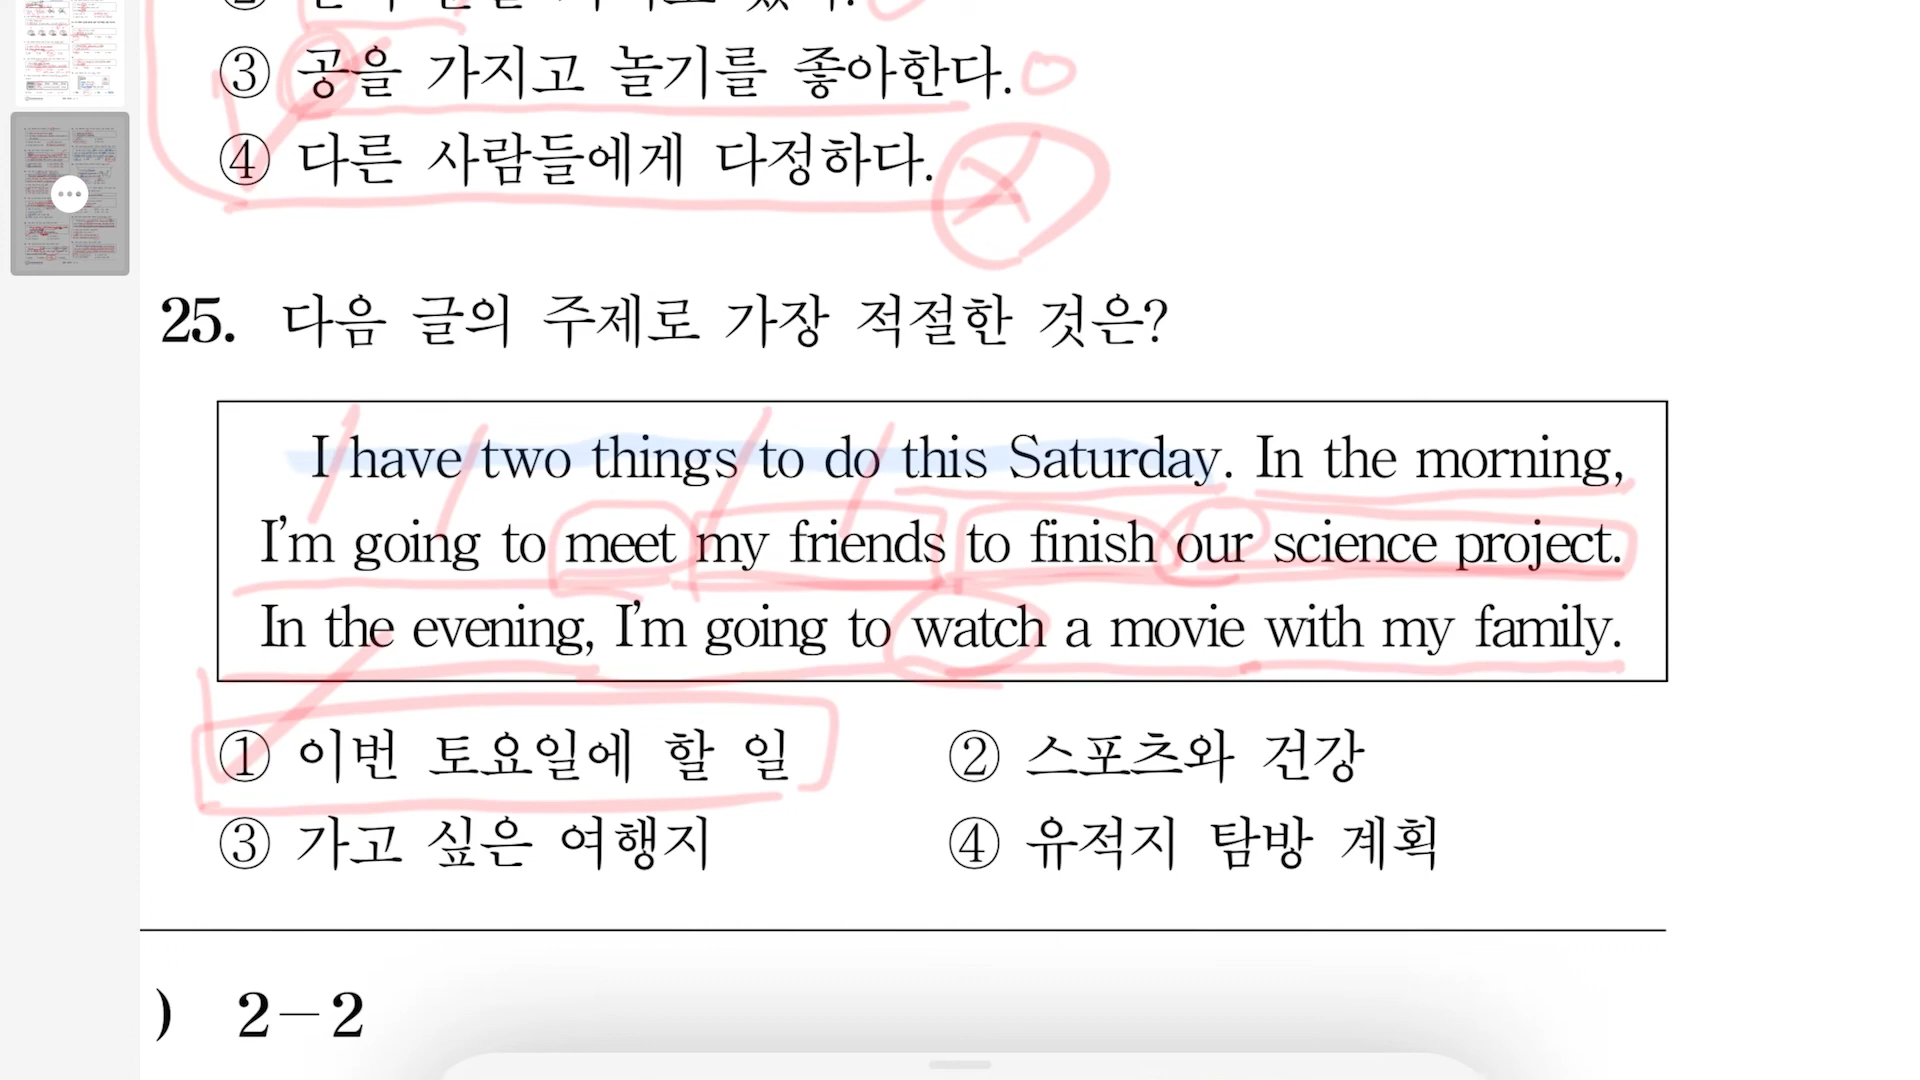 ③ 공을 가지고 놀기를 좋아한다.
④ 다른 사람들에게 다정하다.
25. 다음 글의 주제로 가장 적절한 것은?
I have two things to do this Saturday. In the morning,
I'm going to meet my friends to finish our science project.
In the evening, I'm going to watch a movie with my family.
① 이번 토요일에 할 일
② 스포츠와 건강
③ 가고 싶은 여행지
④ 유적지 탐방 계획
) 2-2